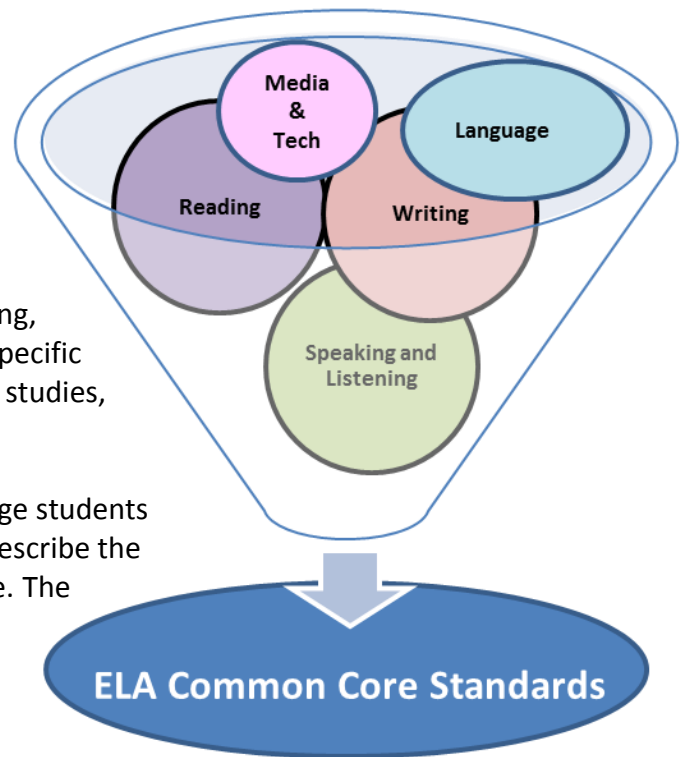 Media
&
Tech
Language
Reading
Writing
Speaking and
Listening
ng,
pecific
studies,
ge students
escribe the
e. The
ELA Common Core Standards